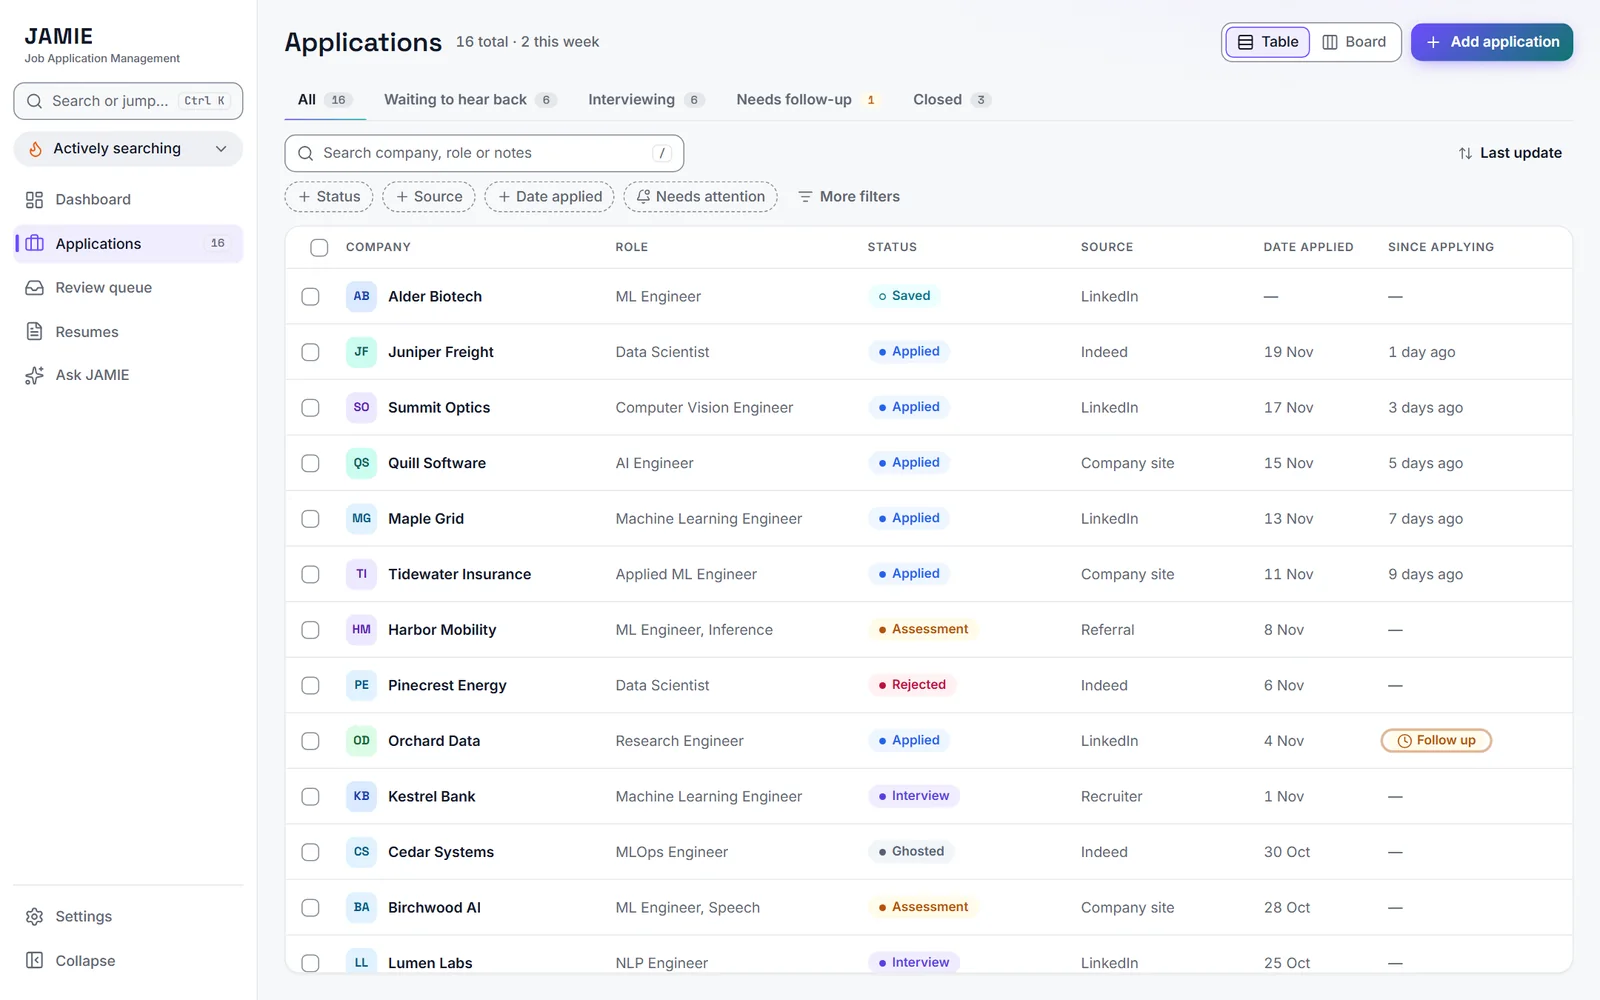 JAMIE
Job Application Management
Search or jump... Ctrl K
Actively searching
Dashboard
Applications 16
Review queue
Resumes
Ask JAMIE
Settings
Collapse
Applications 16 total · 2 this week
Table Board + Add application
All 16 Waiting to hear back 6 Interviewing 6 Needs follow-up 1 Closed 3
Search company, role or notes /
Last update
+ Status + Source + Date applied Needs attention More filters
COMPANY ROLE STATUS SOURCE DATE APPLIED SINCE APPLYING
AB Alder Biotech ML Engineer Saved LinkedIn — —
JF Juniper Freight Data Scientist Applied Indeed 19 Nov 1 day ago
SO Summit Optics Computer Vision Engineer Applied LinkedIn 17 Nov 3 days ago
QS Quill Software AI Engineer Applied Company site 15 Nov 5 days ago
MG Maple Grid Machine Learning Engineer Applied LinkedIn 13 Nov 7 days ago
TI Tidewater Insurance Applied ML Engineer Applied Company site 11 Nov 9 days ago
HM Harbor Mobility ML Engineer, Inference Assessment Referral 8 Nov —
PE Pinecrest Energy Data Scientist Rejected Indeed 6 Nov —
OD Orchard Data Research Engineer Applied LinkedIn 4 Nov Follow up
KB Kestrel Bank Machine Learning Engineer Interview Recruiter 1 Nov —
CS Cedar Systems MLOps Engineer Ghosted Indeed 30 Oct —
BA Birchwood AI ML Engineer, Speech Assessment Company site 28 Oct —
LL Lumen Labs NLP Engineer Interview LinkedIn 25 Oct —